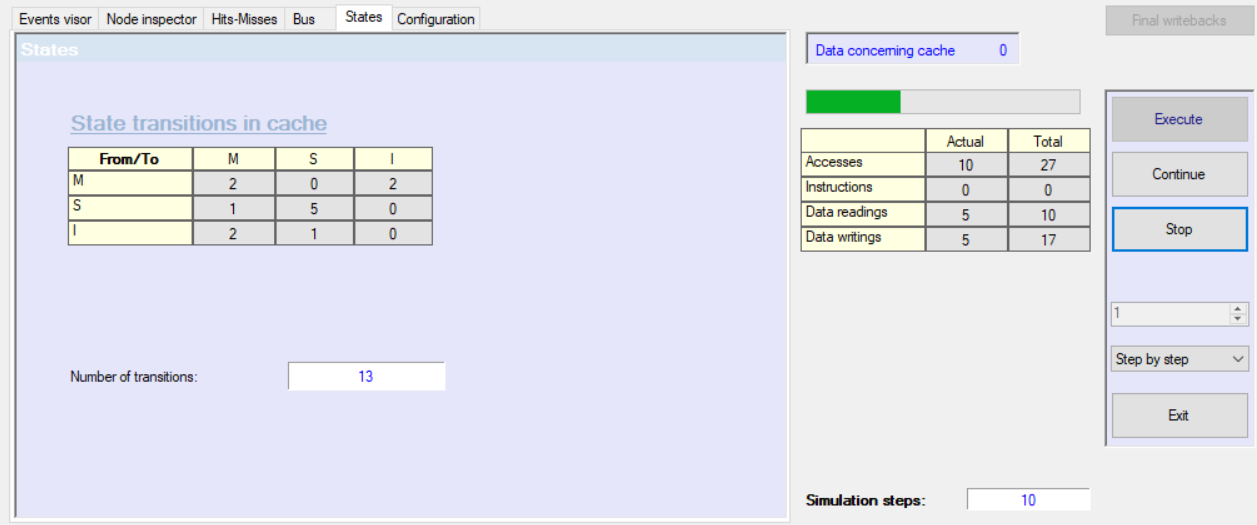 Events visor Node inspector Hits-Misses Bus States Configuration
Final writebacks
States
Data concerning cache 0
State transitions in cache
From/To M S I
M 2 0 2
S 1 5 0
I 2 1 0
Number of transitions: 13
Actual Total
Accesses 10 27
Instructions 0 0
Data readings 5 10
Data writings 5 17
Simulation steps: 10
Execute
Continue
Stop
1
Step by step
Exit